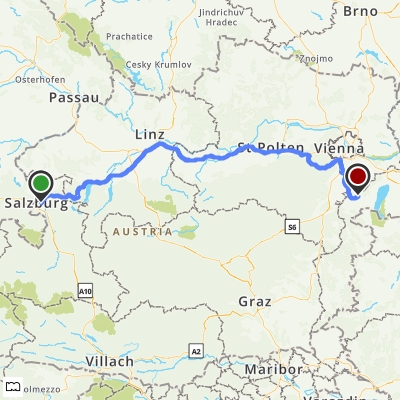 Jindrichuv
Hradec
Brno
Prachatice
Znojmo
Cesky Krumlov
Osterhofen
Passau
Linz
St. Polten
Vienna
Salzburg
AUSTRIA
S6
A10
Graz
A2
Villach
Maribor
olmezzo
Varazdin